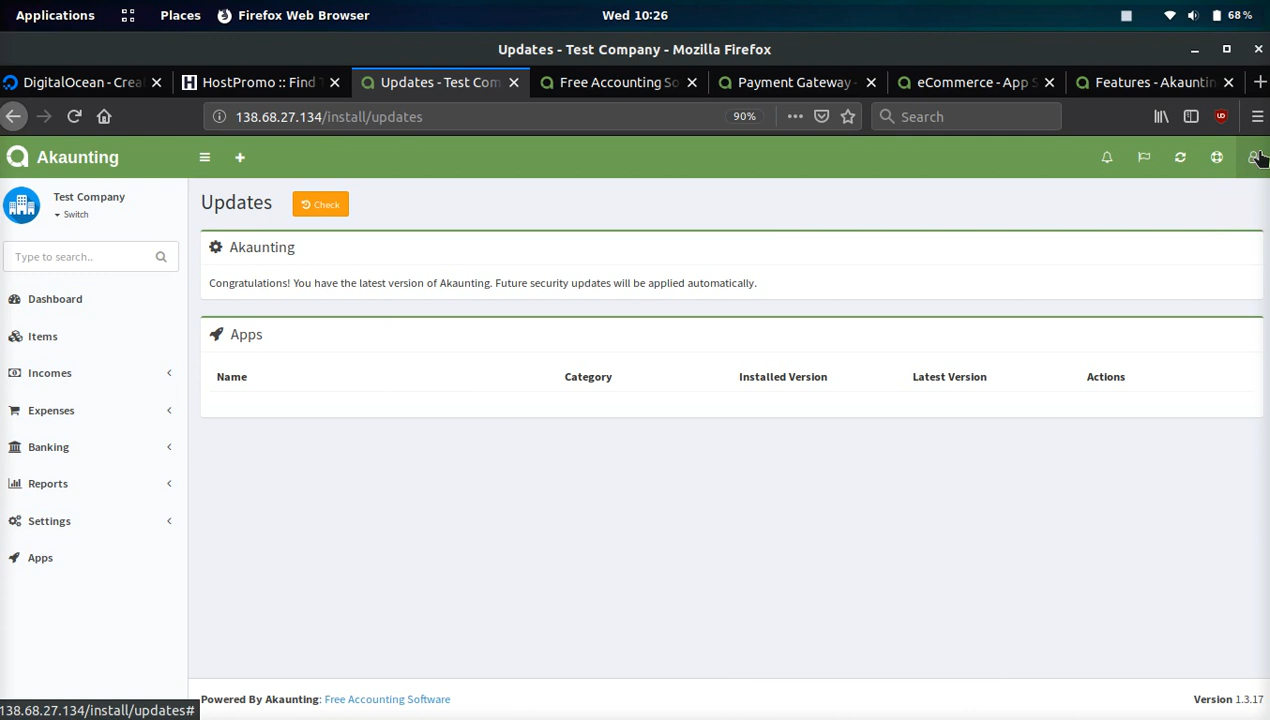 Applications Places Firefox Web Browser Wed 10:26 68%
Updates - Test Company - Mozilla Firefox
DigitalOcean - Crea HostPromo :: Find Updates - Test Com Free Accounting So Payment Gateway - eCommerce - App S Features - Akauntin
138.68.27.134/install/updates 90% Search
Akaunting
Test Company
Switch
Type to search..
Dashboard
Items
Incomes
Expenses
Banking
Reports
Settings
Apps
Updates Check
Akaunting
Congratulations! You have the latest version of Akaunting. Future security updates will be applied automatically.
Apps
Name Category Installed Version Latest Version Actions
Powered By Akaunting: Free Accounting Software Version 1.3.17
138.68.27.134/install/updates#